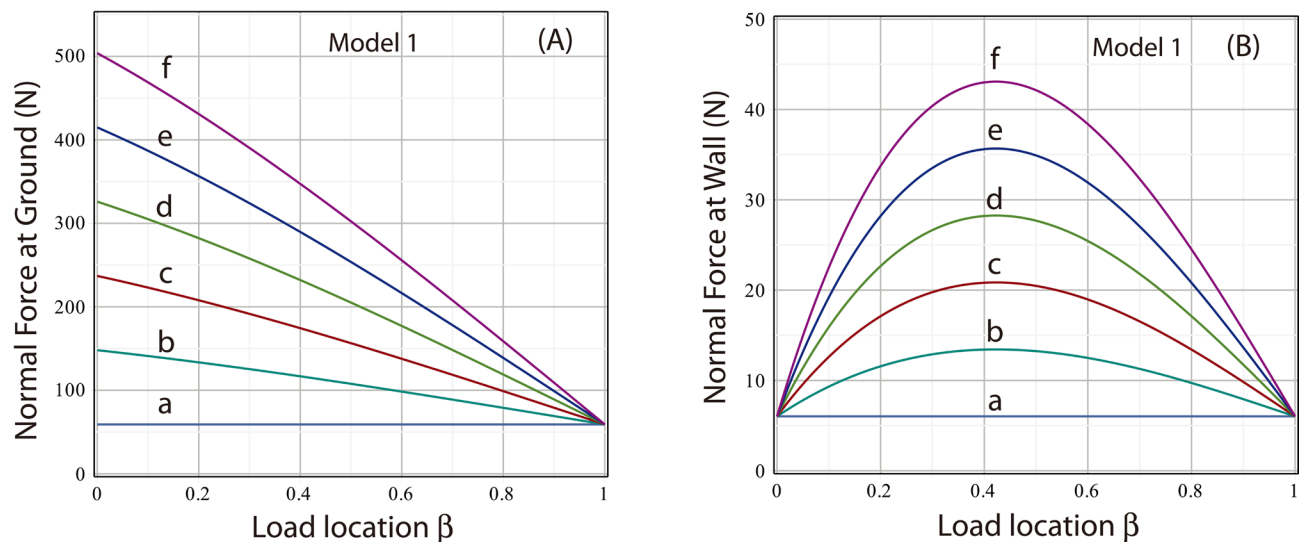 Model 1
(A)
Normal Force at Ground (N)
500
400
300
200
100
0
f
e
d
c
b
a
0 0.2 0.4 0.6 0.8 1
Load location β
Model 1
(B)
Normal Force at Wall (N)
50
40
30
20
10
0
f
e
d
c
b
a
0 0.2 0.4 0.6 0.8 1
Load location β